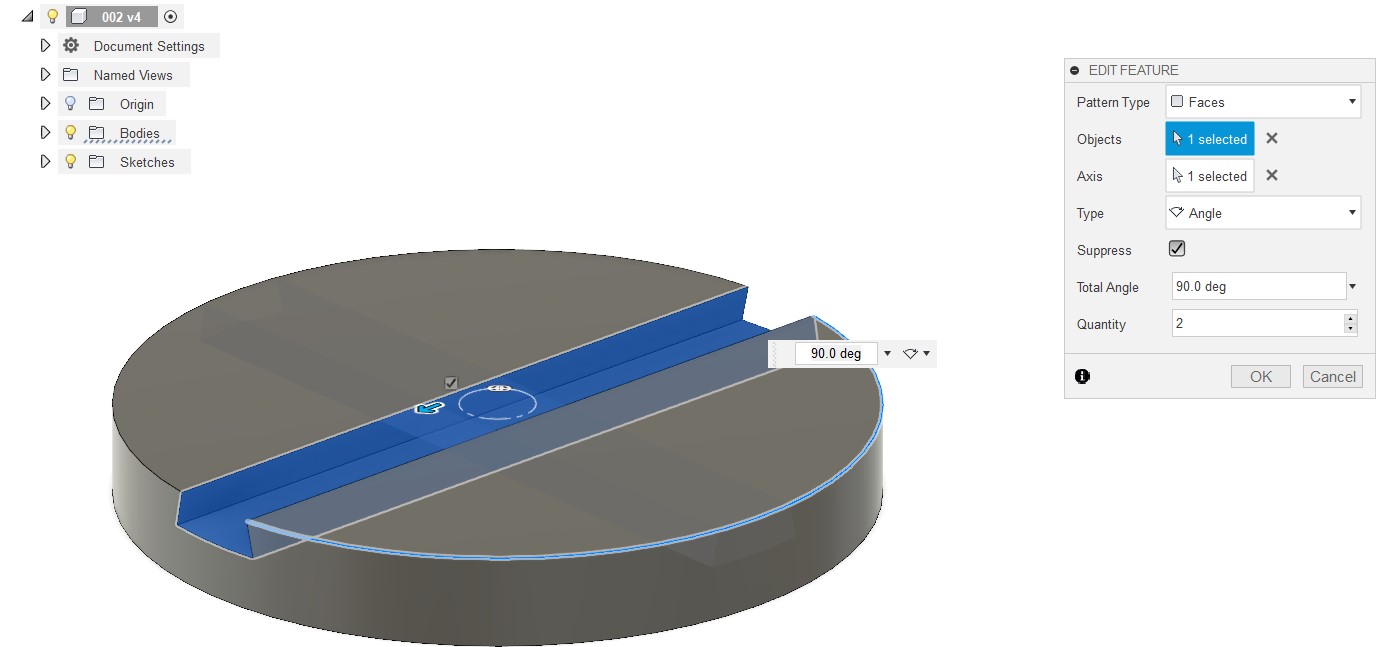 002 v4
Document Settings
Named Views
Origin
Bodies
Sketches
EDIT FEATURE
Pattern Type Faces
Objects 1 selected
Axis 1 selected
Type Angle
Suppress
Total Angle 90.0 deg
Quantity 2
OK Cancel
90.0 deg